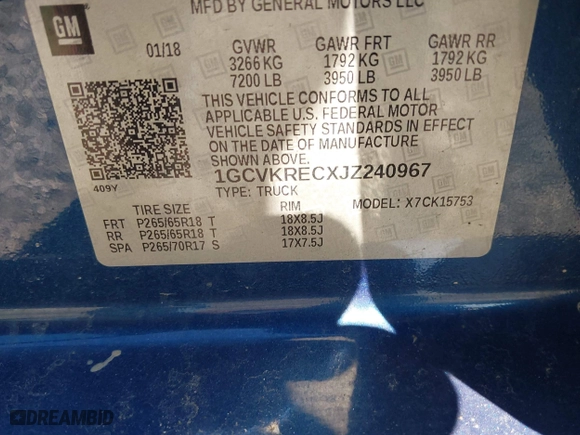 MFD BY GENERAL MOTORS LLC
GM
01/18 GVWR GAWR FRT GAWR RR
3266 KG 1792 KG 1792 KG
7200 LB 3950 LB 3950 LB
THIS VEHICLE CONFORMS TO ALL
APPLICABLE U.S. FEDERAL MOTOR
VEHICLE SAFETY STANDARDS IN EFFECT
ON THE DATE OF MANUFACTURE
SHOWN ABOVE.
409Y
1GCVKRECXJZ240967
TYPE: TRUCK
MODEL: X7CK15753
TIRE SIZE RIM
FRT P265/65R18 T 18X8.5J
RR P265/65R18 T 18X8.5J
SPA P265/70R17 S 17X7.5J
DREAMBID